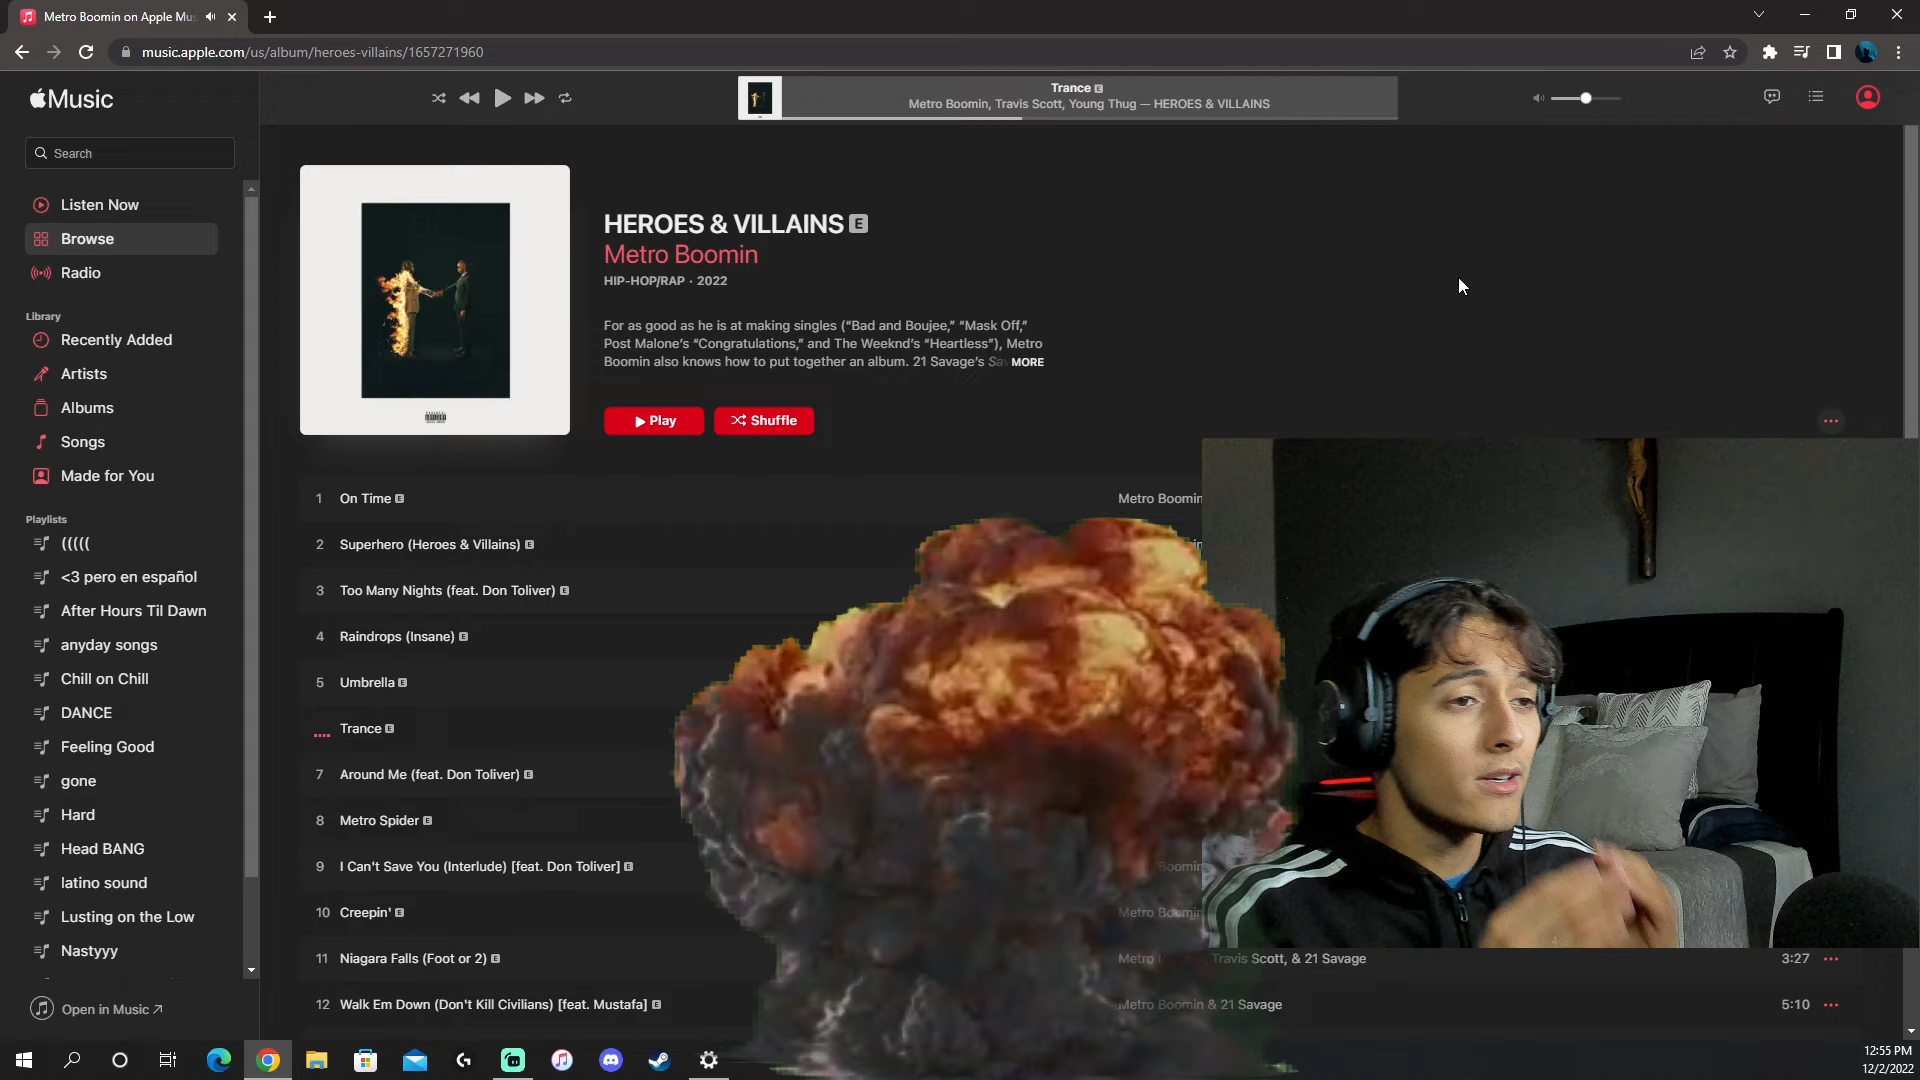 Metro Boomin on Apple Mus
music.apple.com/us/album/heroes-villains/1657271960
Music
Trance E
Metro Boomin, Travis Scott, Young Thug — HEROES & VILLAINS
Search
Listen Now
Browse
Radio
Library
Recently Added
Artists
Albums
Songs
Made for You
Playlists
(((((
<3 pero en español
After Hours Til Dawn
anyday songs
Chill on Chill
DANCE
Feeling Good
gone
Hard
Head BANG
latino sound
Lusting on the Low
Nastyyy
Open in Music ↗
HEROES & VILLAINS E
Metro Boomin
HIP-HOP/RAP · 2022
For as good as he is at making singles (“Bad and Boujee,” “Mask Off,”
Post Malone’s “Congratulations,” and The Weeknd’s “Heartless”), Metro
Boomin also knows how to put together an album. 21 Savage’s Sa MORE
Play
Shuffle
1 On Time E Metro Boomin
2 Superhero (Heroes & Villains) E in
3 Too Many Nights (feat. Don Toliver) E
4 Raindrops (Insane) E
5 Umbrella E
Trance E
7 Around Me (feat. Don Toliver) E
8 Metro Spider E
9 I Can't Save You (Interlude) [feat. Don Toliver] E Boomin
10 Creepin' E Metro Boomin
11 Niagara Falls (Foot or 2) E Metro Travis Scott, & 21 Savage 3:27
12 Walk Em Down (Don't Kill Civilians) [feat. Mustafa] E Metro Boomin & 21 Savage 5:10
12:55 PM
12/2/2022